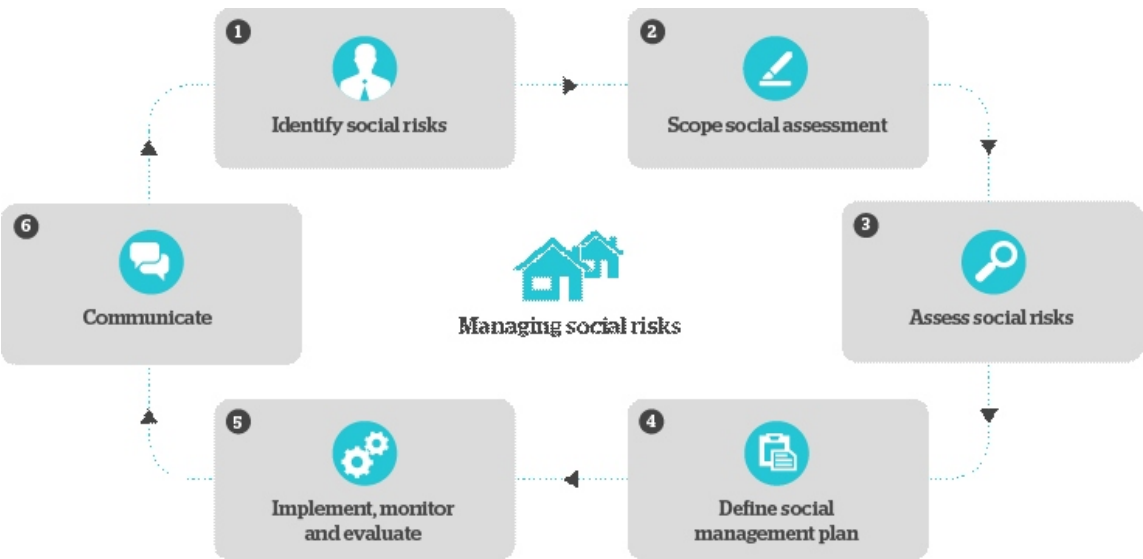 1
Identify social risks
2
Scope social assessment
3
Assess social risks
4
Define social
management plan
5
Implement, monitor
and evaluate
6
Communicate
Managing social risks